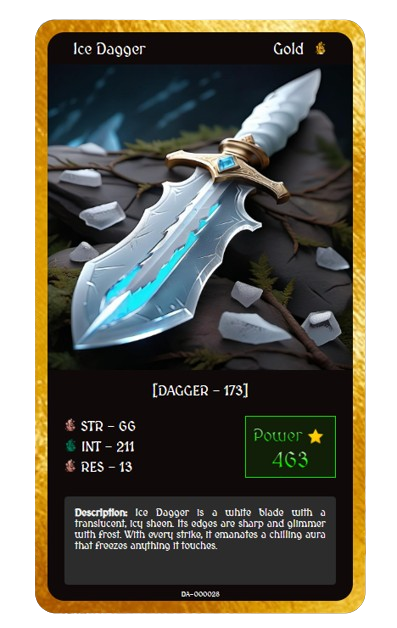 Ice Dagger Gold
[DAGGER - 173]
STR - 66
INT - 211
RES - 13
Power
463
Description: Ice Dagger is a white blade with a
translucent, icy sheen. Its edges are sharp and glimmer
with frost. With every strike, it emanates a chilling aura
that freezes anything it touches.
DA-000028